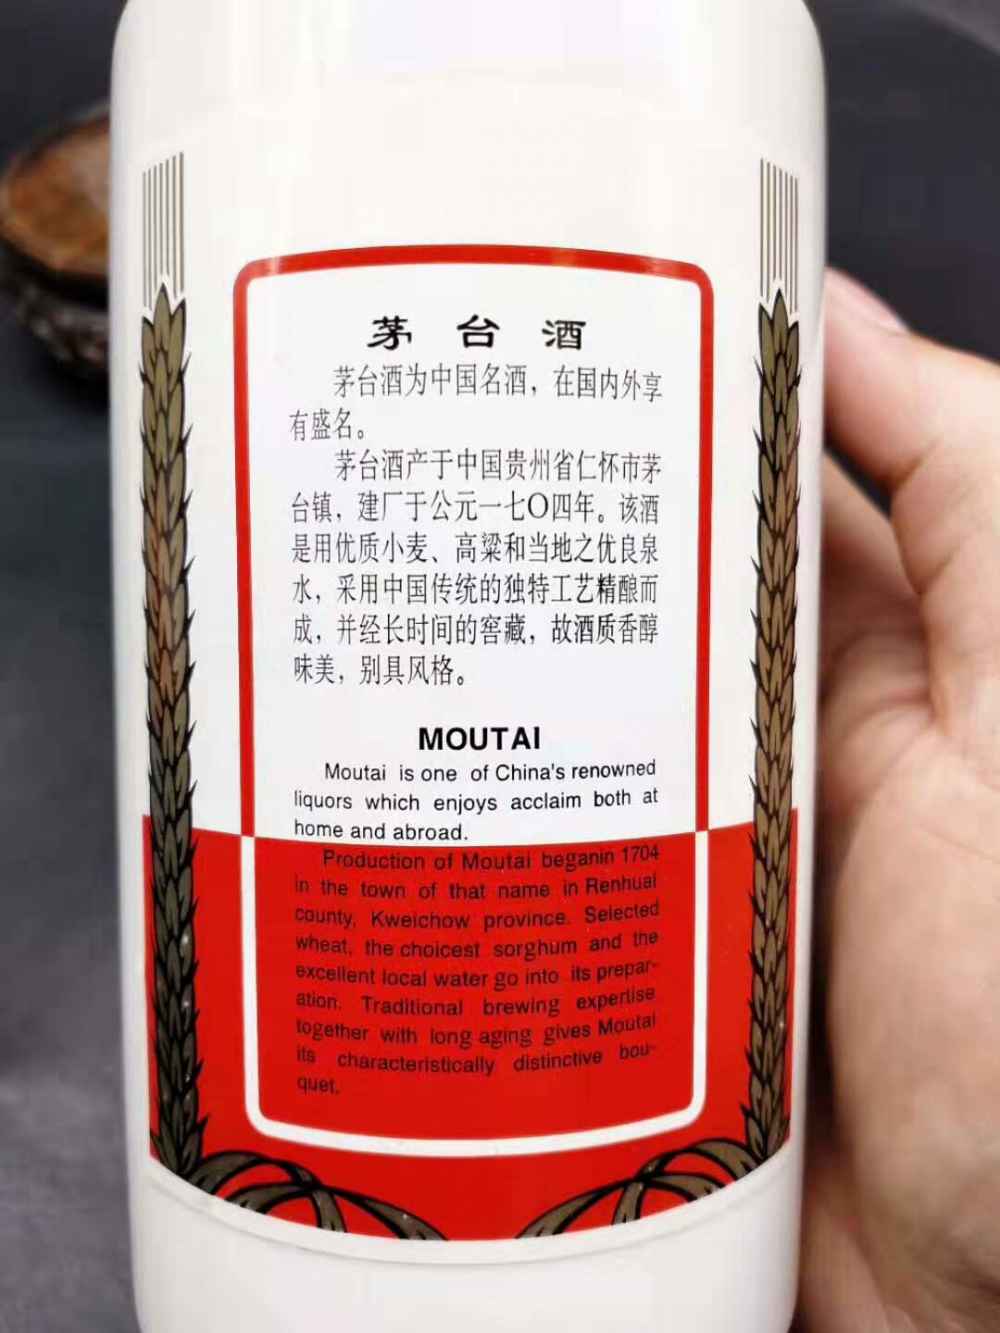 茅台酒
茅台酒为中国名酒，在国内外享
有盛名。
茅台酒产于中国贵州省仁怀市茅
台镇，建厂于公元一七〇四年。该酒
是用优质小麦、高粱和当地之优良泉
水，采用中国传统的独特工艺精酿而
成，并经长时间的窖藏，故酒质香醇
味美，别具风格。
MOUTAI
Moutai is one of China's renowned
liquors which enjoys acclaim both at
home and abroad.
Production of Moutai beganin 1704
in the town of that name in Renhuai
county, Kweichow province. Selected
wheat, the choicest sorghum and the
excellent local water go into its prepar-
ation. Traditional brewing expertise
together with long aging gives Moutai
its characteristically distinctive bou-
quet.